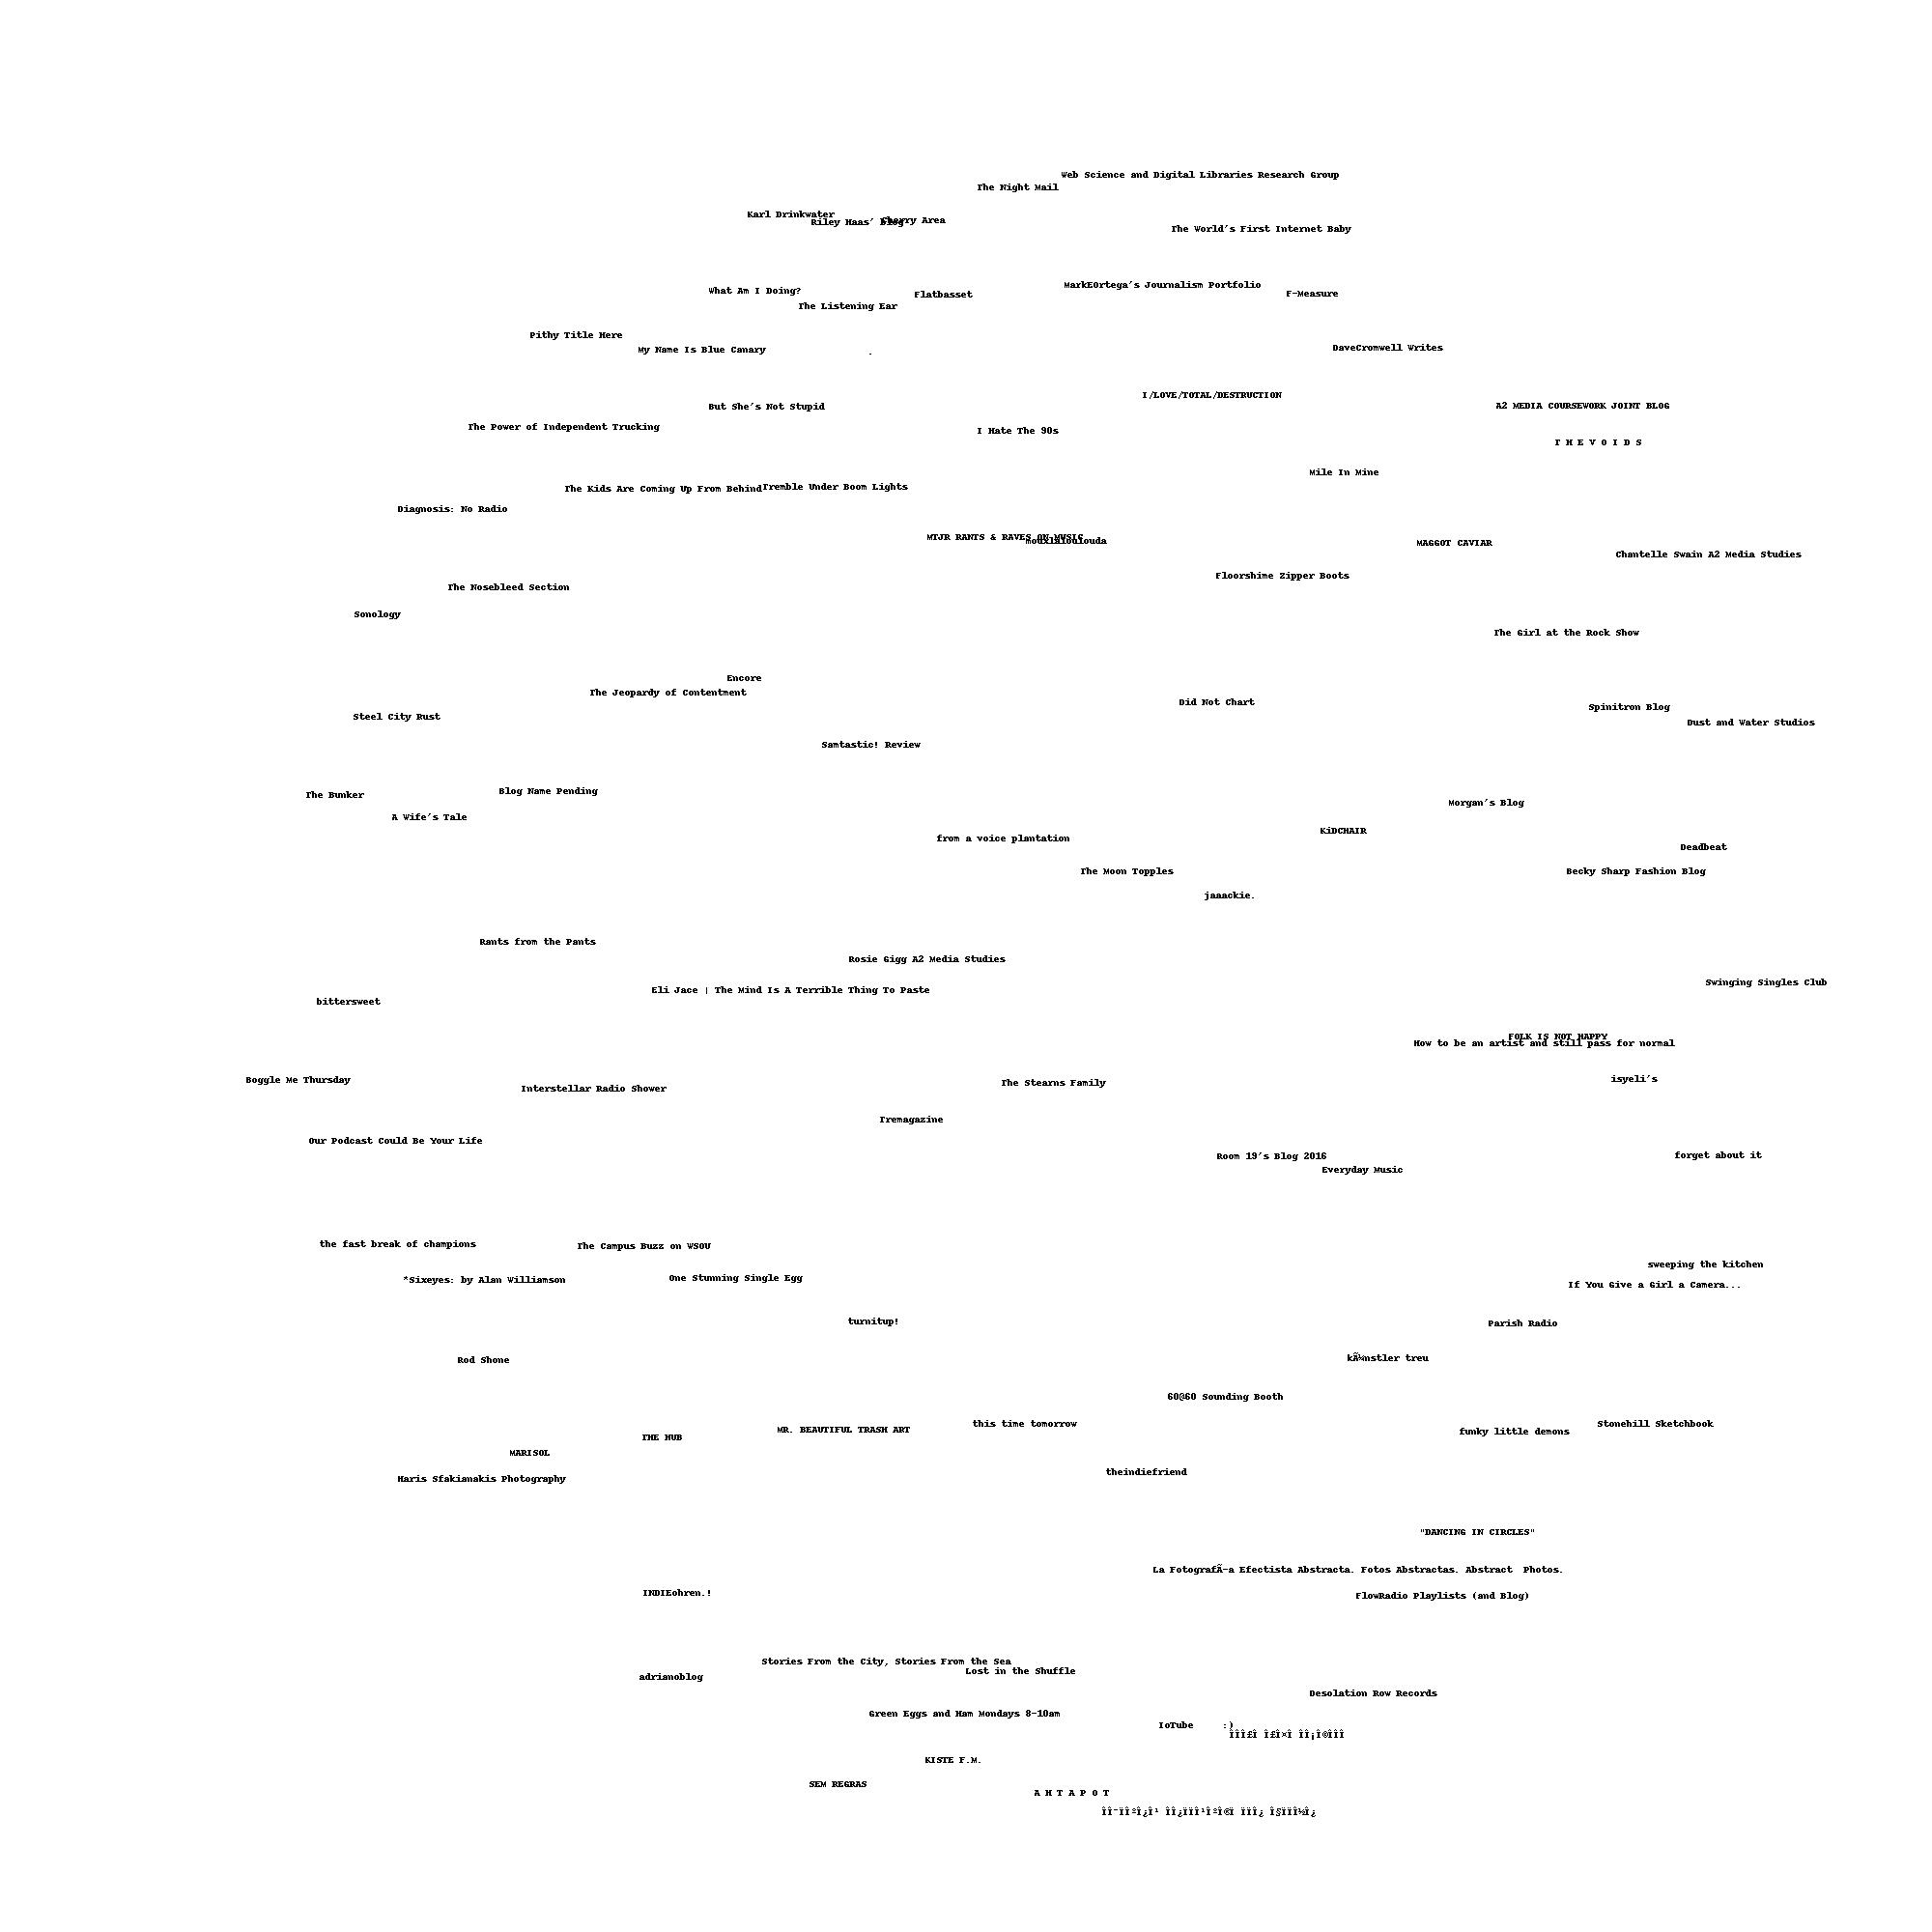 Web Science and Digital Libraries Research Group
The Night Mail
Karl Drinkwater
Riley Haas' blog
Cherry Area
The World's First Internet Baby
MarkEOrtega's Journalism Portfolio
What Am I Doing?
Flatbasset
F-Measure
The Listening Ear
Pithy Title Here
DaveCromwell Writes
My Name Is Blue Canary
.
I/LOVE/TOTAL/DESTRUCTION
But She's Not Stupid
A2 MEDIA COURSEWORK JOINT BLOG
The Power of Independent Trucking
I Hate The 90s
T H E V O I D S
Mile In Mine
The Kids Are Coming Up From Behind
Tremble Under Boom Lights
Diagnosis: No Radio
MTJR RANTS & RAVES ON MUSIC
mouxlaloulouda
MAGGOT CAVIAR
Chantelle Swain A2 Media Studies
Floorshime Zipper Boots
The Nosebleed Section
Sonology
The Girl at the Rock Show
Encore
The Jeopardy of Contentment
Did Not Chart
Spinitron Blog
Steel City Rust
Dust and Water Studios
Samtastic! Review
Blog Name Pending
The Bunker
Morgan's Blog
A Wife's Tale
KiDCHAIR
from a voice plantation
Deadbeat
The Moon Topples
Becky Sharp Fashion Blog
jaaackie.
Rants from the Pants
Rosie Gigg A2 Media Studies
Swinging Singles Club
Eli Jace | The Mind Is A Terrible Thing To Paste
bittersweet
FOLK IS NOT HAPPY
How to be an artist and still pass for normal
Boggle Me Thursday
isyeli's
The Stearns Family
Interstellar Radio Shower
Tremagazine
Our Podcast Could Be Your Life
Room 19's Blog 2016
forget about it
Everyday Music
the fast break of champions
The Campus Buzz on WSOU
sweeping the kitchen
*Sixeyes: by Alan Williamson
One Stunning Single Egg
If You Give a Girl a Camera...
turnitup!
Parish Radio
Rod Shone
kÃ¼nstler treu
60@60 Sounding Booth
this time tomorrow
Stonehill Sketchbook
MR. BEAUTIFUL TRASH ART
funky little demons
THE HUB
MARISOL
theindiefriend
Haris Sfakianakis Photography
"DANCING IN CIRCLES"
La FotografÃ-a Efectista Abstracta. Fotos Abstractas. Abstract  Photos.
INDIEohren.!
FlowRadio Playlists (and Blog)
Stories From the City, Stories From the Sea
Lost in the Shuffle
adrianoblog
Desolation Row Records
Green Eggs and Ham Mondays 8-10am
IoTube     :)
KISTE F.M.
SEM REGRAS
A H T A P O T